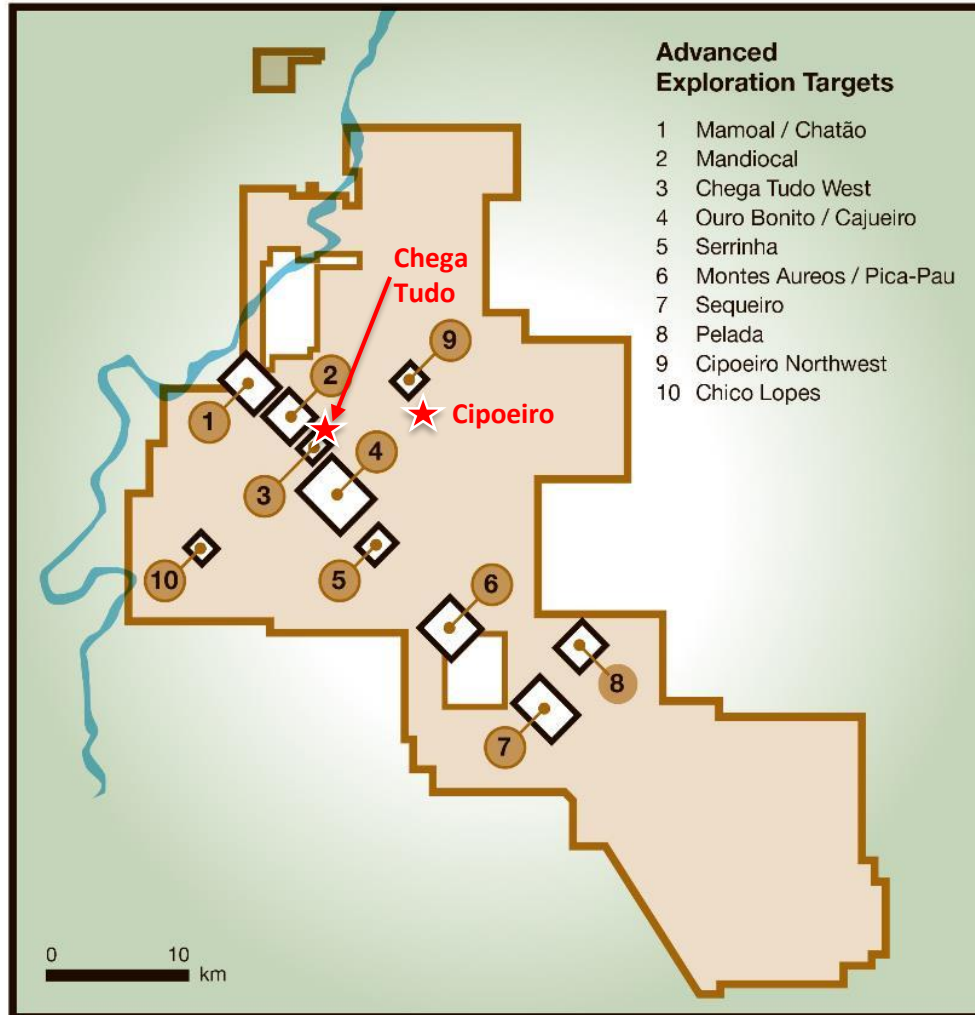 Advanced
Exploration Targets
1 Mamoal / Chatão
2 Mandiocal
3 Chega Tudo West
4 Ouro Bonito / Cajueiro
5 Serrinha
6 Montes Aureos / Pica-Pau
7 Sequeiro
8 Pelada
9 Cipoeiro Northwest
10 Chico Lopes
Chega
Tudo
9
2
1
Cipoeiro
4
3
10
5
6
8
7
0 10
km